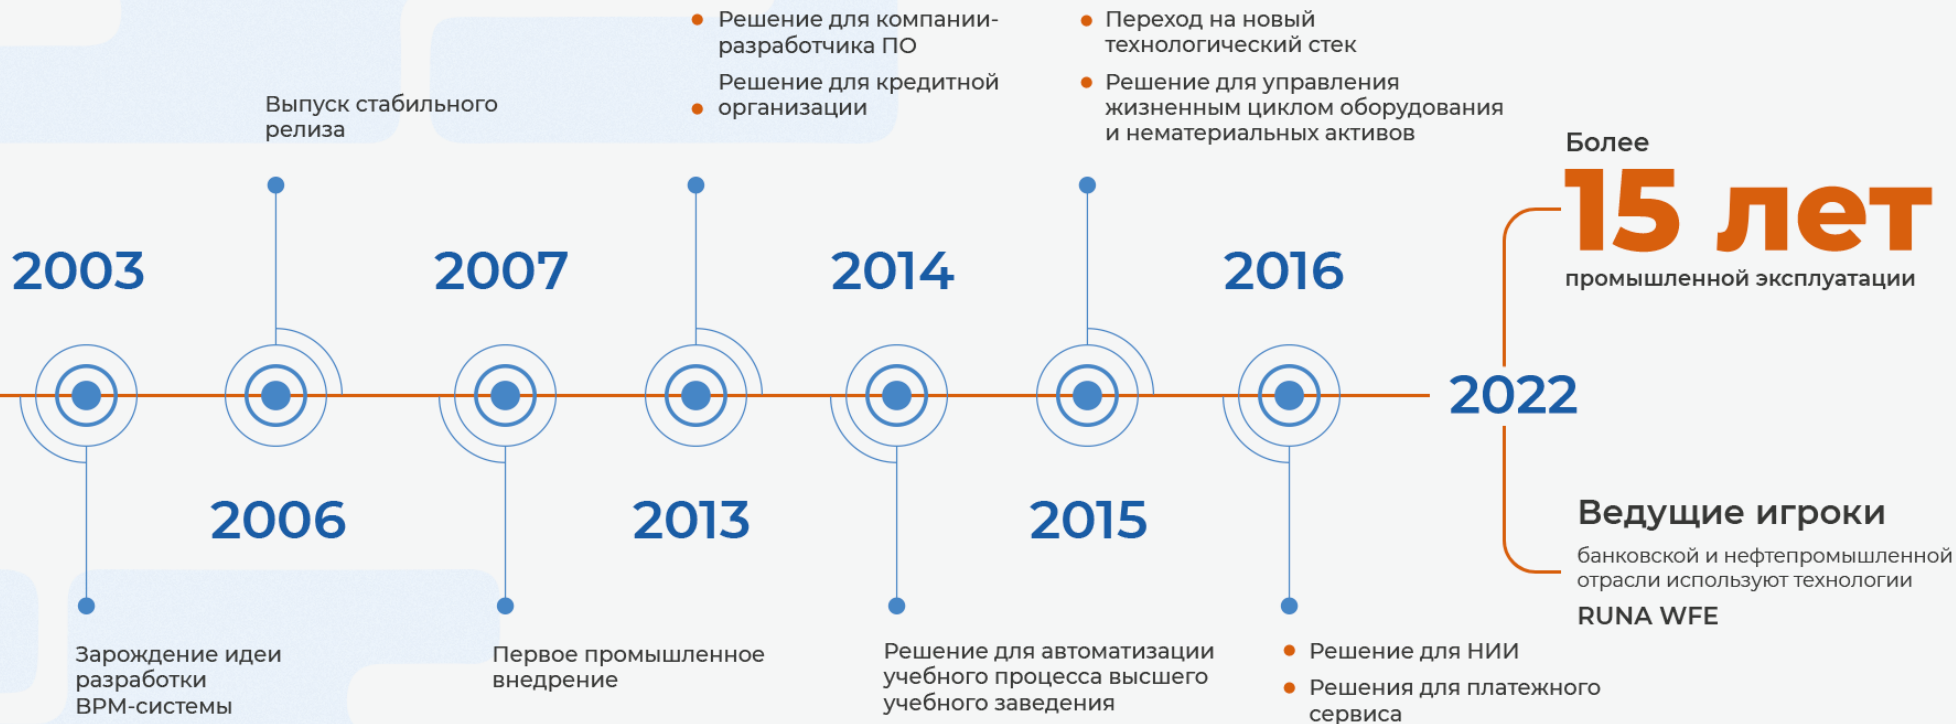 Решение для компании-
разработчика ПО
Решение для кредитной
организации
Переход на новый
технологический стек
Решение для управления
жизненным циклом оборудования
и нематериальных активов
Выпуск стабильного
релиза
Более
15 лет
промышленной эксплуатации
2003
2007
2014
2016
2022
2006
2013
2015
Ведущие игроки
банковской и нефтепромышленной
отрасли используют технологии
RUNA WFE
Зарождение идеи
разработки
BPM-системы
Первое промышленное
внедрение
Решение для автоматизации
учебного процесса высшего
учебного заведения
Решение для НИИ
Решения для платежного
сервиса